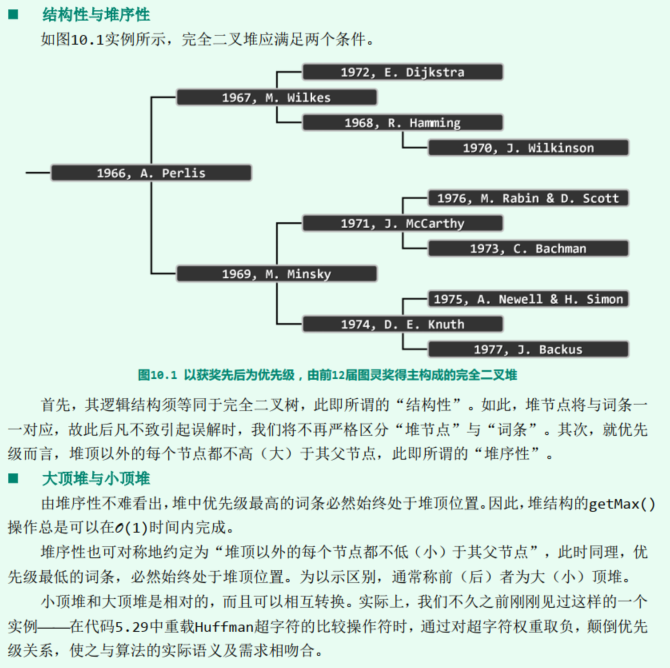 ■ 结构性与堆序性
如图10.1实例所示，完全二叉堆应满足两个条件。
1972, E. Dijkstra
1967, M. Wilkes
1968, R. Hamming
1970, J. Wilkinson
1966, A. Perlis
1976, M. Rabin & D. Scott
1971, J. McCarthy
1973, C. Bachman
1969, M. Minsky
1975, A. Newell & H. Simon
1974, D. E. Knuth
1977, J. Backus
图10.1 以获奖先后为优先级，由前12届图灵奖得主构成的完全二叉堆
首先，其逻辑结构须等同于完全二叉树，此即所谓的“结构性”。如此，堆节点将与词条一
一对应，故此后凡不致引起误解时，我们将不再严格区分“堆节点”与“词条”。其次，就优先
级而言，堆顶以外的每个节点都不高（大）于其父节点，此即所谓的“堆序性”。
■ 大顶堆与小顶堆
由堆序性不难看出，堆中优先级最高的词条必然始终处于堆顶位置。因此，堆结构的getMax()
操作总是可以在O(1)时间内完成。
堆序性也可对称地约定为“堆顶以外的每个节点都不低（小）于其父节点”，此时同理，优
先级最低的词条，必然始终处于堆顶位置。为以示区别，通常称前（后）者为大（小）顶堆。
小顶堆和大顶堆是相对的，而且可以相互转换。实际上，我们不久之前刚刚见过这样的一个
实例——在代码5.29中重载Huffman超字符的比较操作符时，通过对超字符权重取负，颠倒优先
级关系，使之与算法的实际语义及需求相吻合。